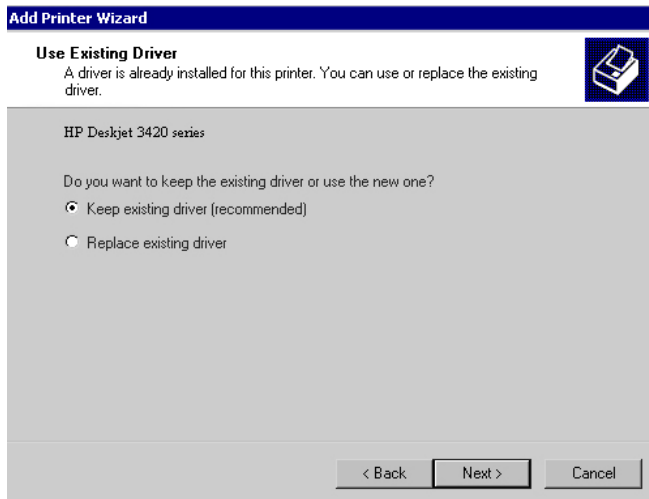 Add Printer Wizard
Use Existing Driver
A driver is already installed for this printer. You can use or replace the existing
driver.
HP Deskjet 3420 series
Do you want to keep the existing driver or use the new one?
Keep existing driver (recommended)
Replace existing driver
< Back Next > Cancel